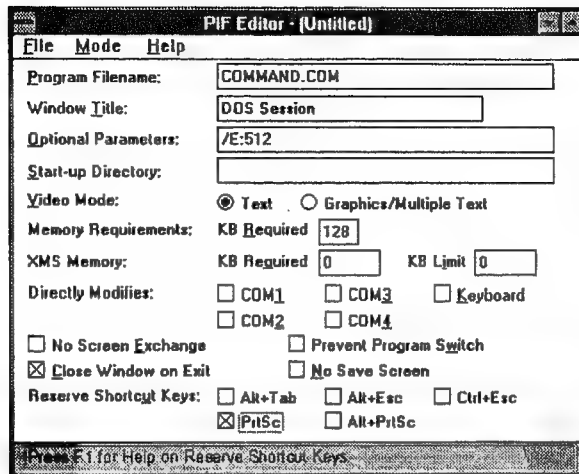 PIF Editor - (Untitled)
File Mode Help
Program Filename: COMMAND.COM
Window Title: DOS Session
Optional Parameters: /E:512
Start-up Directory:
Video Mode: Text Graphics/Multiple Text
Memory Requirements: KB Required 128
XMS Memory: KB Required 0 KB Limit 0
Directly Modifies: COM1 COM3 Keyboard
COM2 COM4
No Screen Exchange Prevent Program Switch
Close Window on Exit No Save Screen
Reserve Shortcut Keys: Alt+Tab Alt+Esc Ctrl+Esc
PrtSc Alt+PrtSc
Press F1 for Help on Reserve Shortcut Keys.